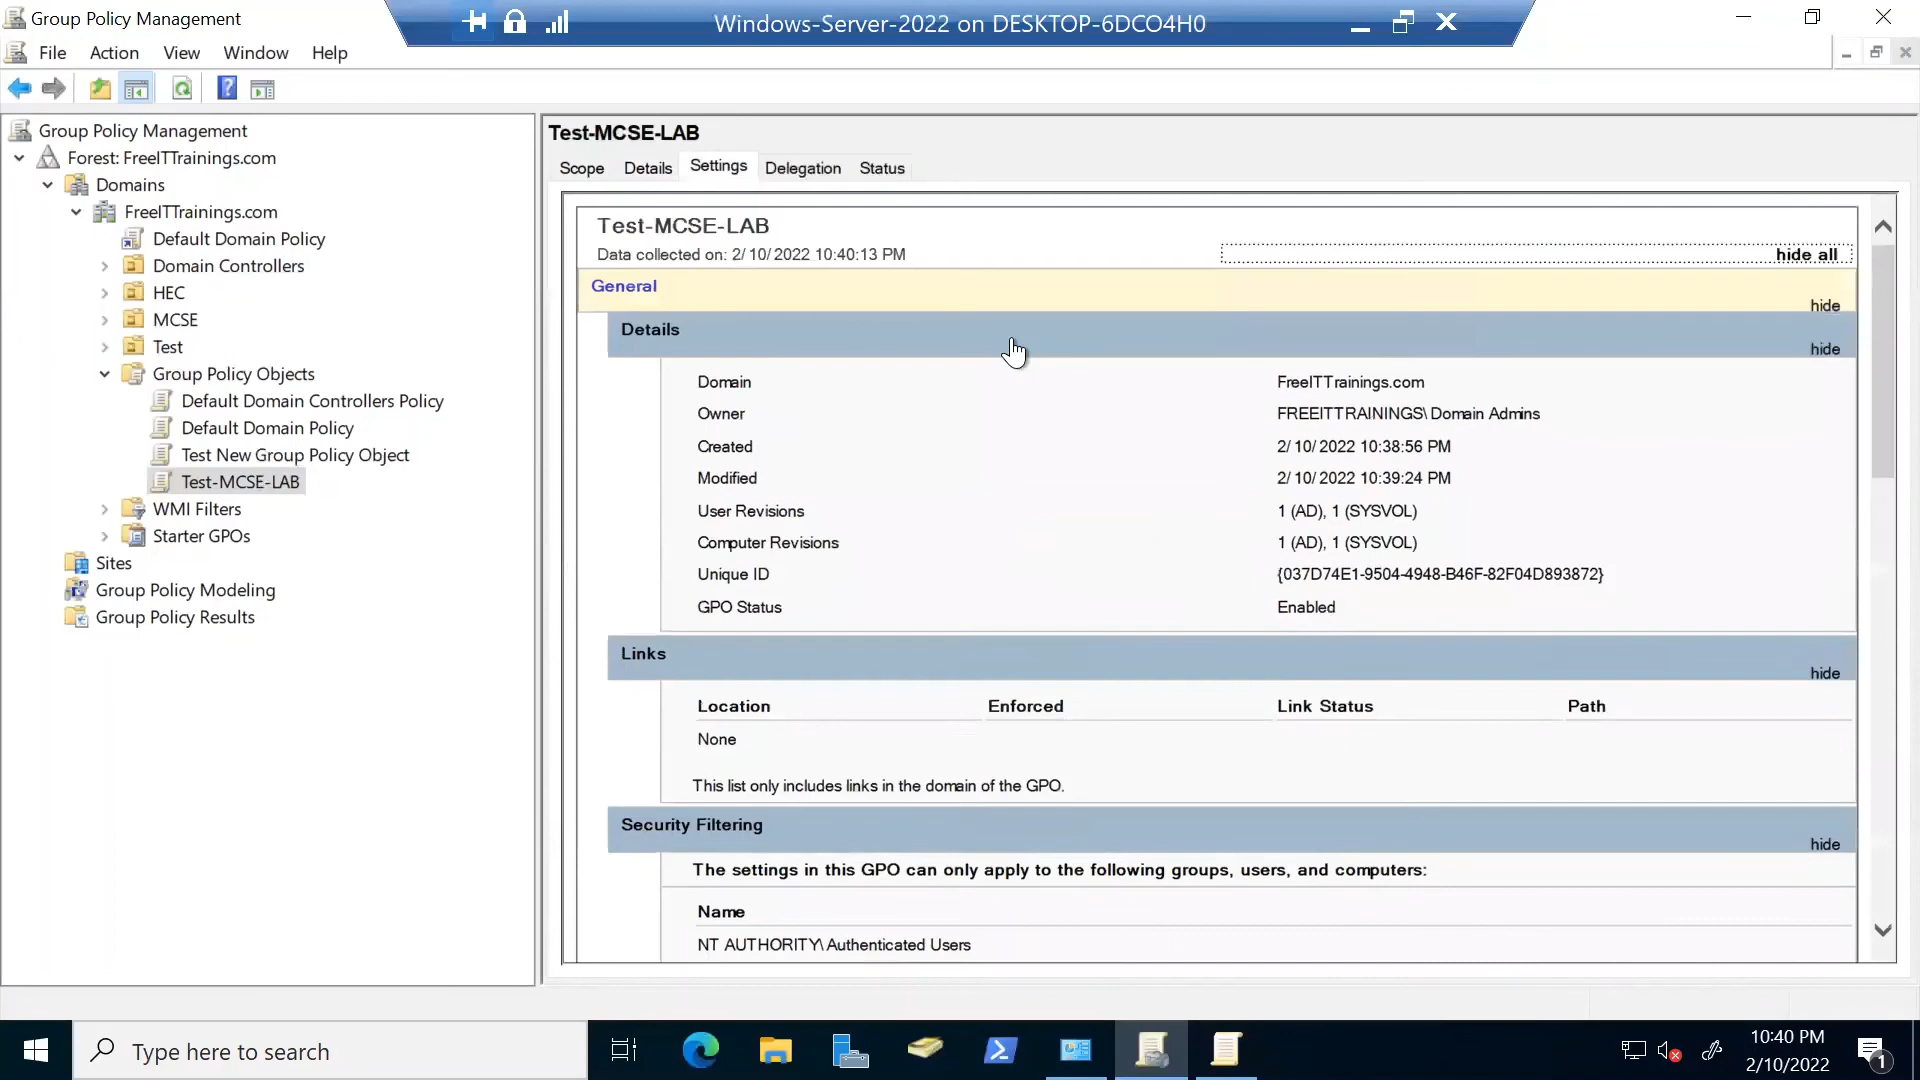 Group Policy Management
Windows-Server-2022 on DESKTOP-6DCO4H0
File Action View Window Help
Group Policy Management
Forest: FreeITTrainings.com
Domains
FreeITTrainings.com
Default Domain Policy
Domain Controllers
HEC
MCSE
Test
Group Policy Objects
Default Domain Controllers Policy
Default Domain Policy
Test New Group Policy Object
Test-MCSE-LAB
WMI Filters
Starter GPOs
Sites
Group Policy Modeling
Group Policy Results
Test-MCSE-LAB
Scope Details Settings Delegation Status
Test-MCSE-LAB
Data collected on: 2/10/2022 10:40:13 PM hide all
General hide
Details hide
Domain FreeITTrainings.com
Owner FREEITTRAININGS\Domain Admins
Created 2/10/2022 10:38:56 PM
Modified 2/10/2022 10:39:24 PM
User Revisions 1 (AD), 1 (SYSVOL)
Computer Revisions 1 (AD), 1 (SYSVOL)
Unique ID {037D74E1-9504-4948-B46F-82F04D893872}
GPO Status Enabled
Links hide
Location Enforced Link Status Path
None
This list only includes links in the domain of the GPO.
Security Filtering hide
The settings in this GPO can only apply to the following groups, users, and computers:
Name
NT AUTHORITY\Authenticated Users
Type here to search
10:40 PM
2/10/2022
1